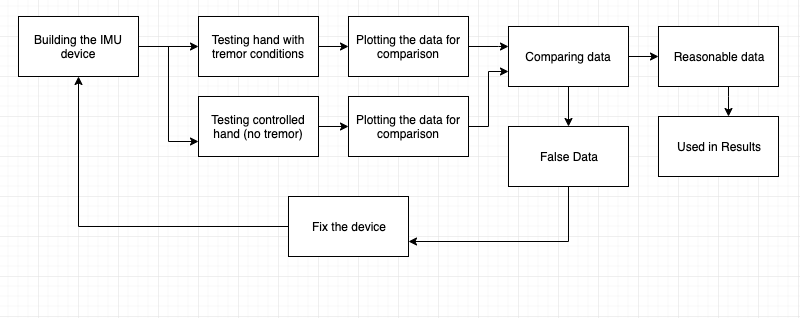 Building the IMU
device
Testing hand with
tremor conditions
Plotting the data for
comparison
Comparing data
Reasonable data
Testing controlled
hand (no tremor)
Plotting the data for
comparison
False Data
Used in Results
Fix the device